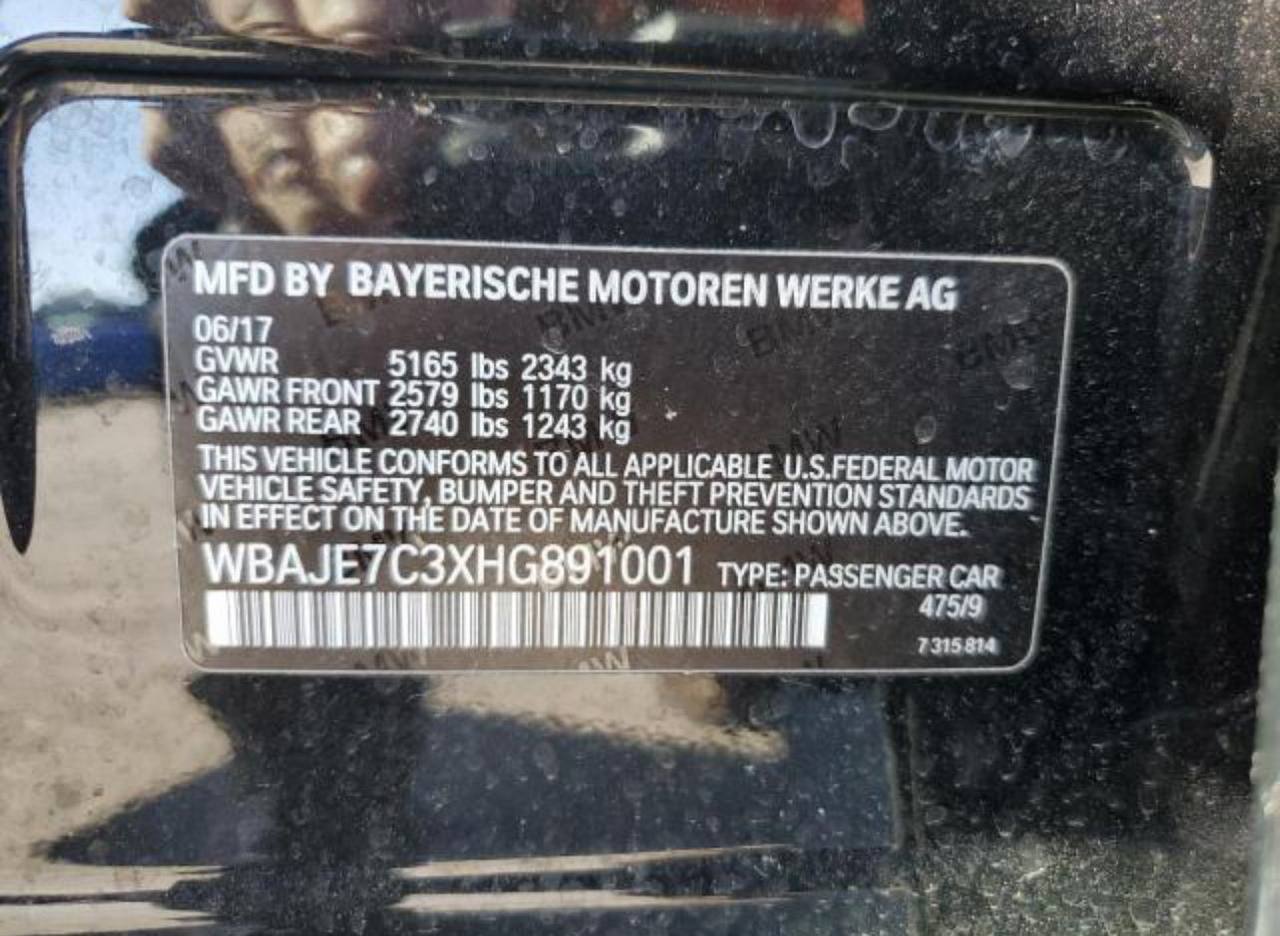 MFD BY BAYERISCHE MOTOREN WERKE AG
06/17
GVWR 5165 lbs 2343 kg
GAWR FRONT 2579 lbs 1170 kg
GAWR REAR 2740 lbs 1243 kg
THIS VEHICLE CONFORMS TO ALL APPLICABLE U.S.FEDERAL MOTOR
VEHICLE SAFETY, BUMPER AND THEFT PREVENTION STANDARDS
IN EFFECT ON THE DATE OF MANUFACTURE SHOWN ABOVE.
WBAJE7C3XHG891001 TYPE: PASSENGER CAR
475/9
7 315 814